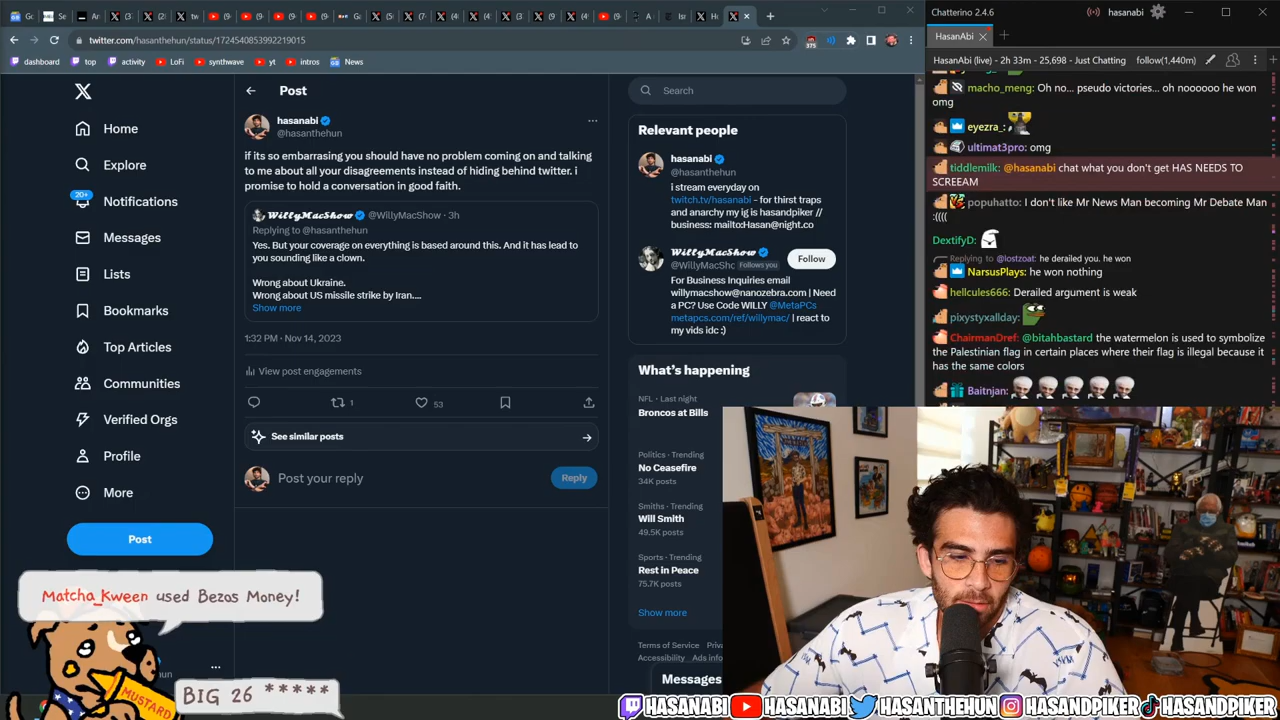 Chatterino 2.4.6
hasanabi
twitter.com/hasanthehun/status/1724540853992219015
375
HasanAbi
dashboard
top
activity
LoFi
synthwave
yt
intros
News
HasanAbi (live) - 2h 33m - 25,698 - Just Chatting
follow(1,440m)
Post
Search
Home
Explore
20+
Notifications
Messages
Lists
Bookmarks
Top Articles
Communities
Verified Orgs
Profile
More
Post
hasanabi
@hasanthehun
if its so embarrasing you should have no problem coming on and talking
to me about all your disagreements instead of hiding behind twitter. i
promise to hold a conversation in good faith.
WillyMacShow @WillyMacShow · 3h
Replying to @hasanthehun
Yes. But your coverage on everything is based around this. And it has lead to
you sounding like a clown.
Wrong about Ukraine.
Wrong about US missile strike by Iran....
Show more
1:32 PM · Nov 14, 2023
View post engagements
1
53
See similar posts
Post your reply
Reply
Relevant people
hasanabi
@hasanthehun
i stream everyday on
twitch.tv/hasanabi - for thirst traps
and anarchy my ig is hasandpiker //
business: mailto:Hasan@night.co
WillyMacShow
@WillyMacShc Follows you
Follow
For Business Inquiries email
willymacshow@nanozebra.com | Need
a PC? Use Code WILLY @MetaPCs
metapcs.com/ref/willymac/ | react to
my vids idc ;)
What's happening
NFL · Last night
Broncos at Bills
Politics · Trending
No Ceasefire
34K posts
Smiths · Trending
Will Smith
49.5K posts
Sports · Trending
Rest in Peace
75.7K posts
Show more
Terms of Service
Accessibility
Ads info
Messages
macho_meng: Oh no... pseudo victories... oh noooooo he won
omg
eyezra_:
ultimat3pro: omg
tiddlemilk: @hasanabi chat what you don't get HAS NEEDS TO
SCREEAM
popuhatto: I don't like Mr News Man becoming Mr Debate Man
:((((
DextifyD:
Replying to @lostzoat: he derailed you. he won
NarsusPlays: he won nothing
hellcules666: Derailed argument is weak
pixystyxallday:
ChairmanDref: @bitahbastard the watermelon is used to symbolize
the Palestinian flag in certain places where their flag is illegal because it
has the same colors
Baitnjan:
Matcha_Kween used Bezos Money!
MUSTARD
BIG 26 *****
HASANABI
HASANABI
HASANTHEHUN
HASANDPIKER
HASANDPIKER